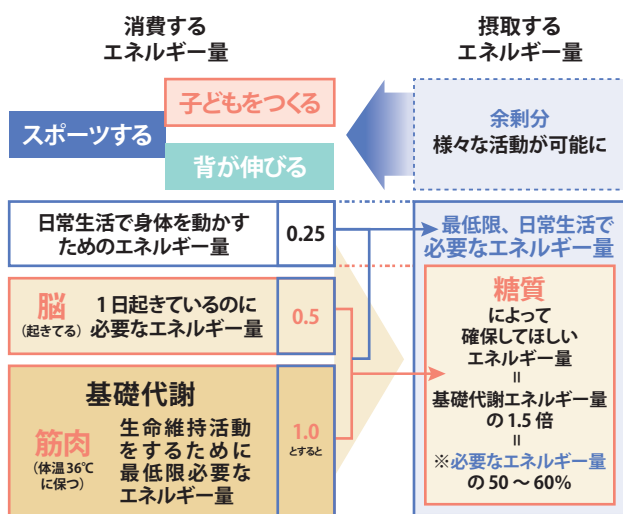 消費する
エネルギー量
摂取する
エネルギー量
子どもをつくる
スポーツする
背が伸びる
余剰分
様々な活動が可能に
日常生活で身体を動かす
ためのエネルギー量
0.25
最低限、日常生活で
必要なエネルギー量
脳
(起きてる)
1日起きているのに
必要なエネルギー量
0.5
基礎代謝
筋肉
(体温36℃
に保つ)
生命維持活動
をするために
最低限必要な
エネルギー量
1.0
とすると
糖質
によって
確保してほしい
エネルギー量
=
基礎代謝エネルギー量
の1.5倍
=
※必要なエネルギー量
の50〜60%